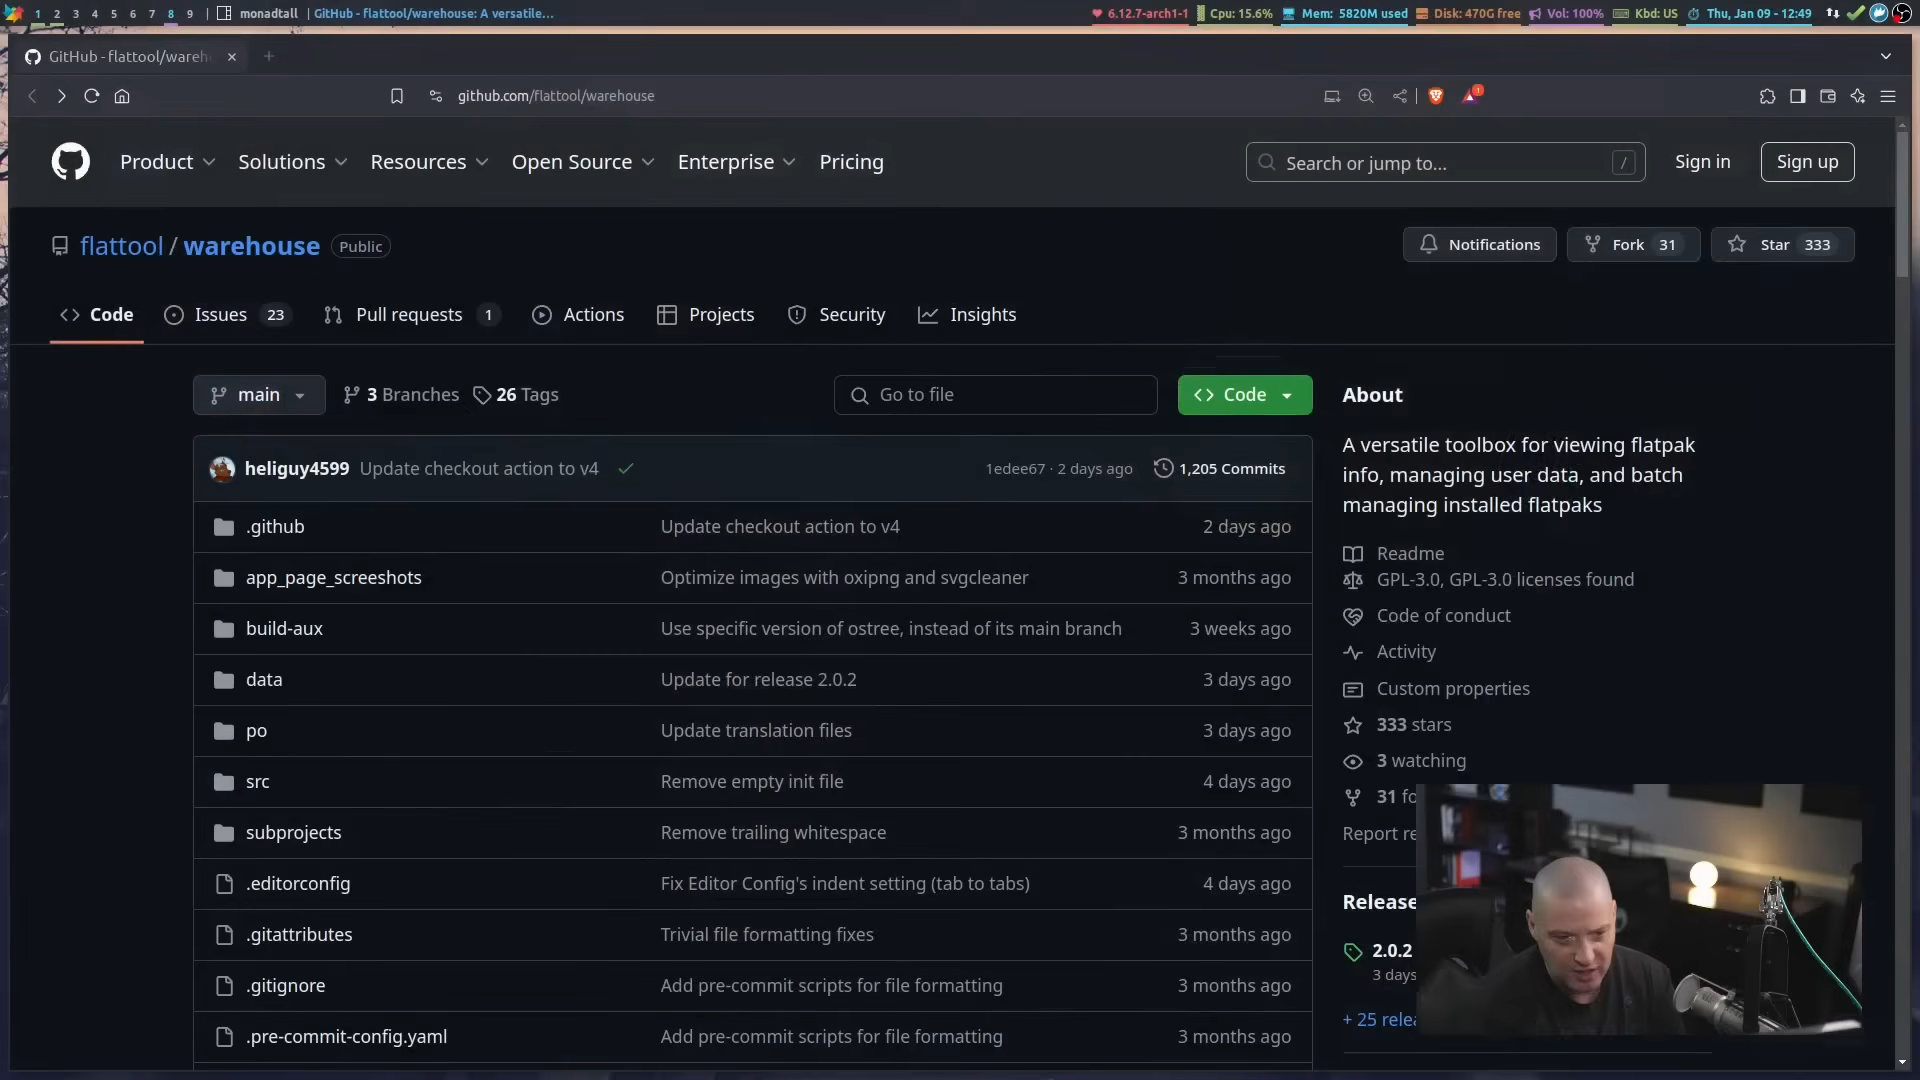 1 2 3 4 5 6 7 8 9 | monadtall | GitHub - flattool/warehouse: A versatile...
6.12.7-arch1-1 Cpu: 15.6% Mem: 5820M used Disk: 470G free Vol: 100% Kbd: US Thu, Jan 09 - 12:49
GitHub - flattool/wareh
github.com/flattool/warehouse
1
Product Solutions Resources Open Source Enterprise Pricing
Search or jump to... /
Sign in
Sign up
flattool / warehouse Public
Notifications
Fork 31
Star 333
Code
Issues 23
Pull requests 1
Actions
Projects
Security
Insights
main
3 Branches
26 Tags
Go to file
Code
heliguy4599 Update checkout action to v4
1edee67 · 2 days ago
1,205 Commits
.github Update checkout action to v4 2 days ago
app_page_screeshots Optimize images with oxipng and svgcleaner 3 months ago
build-aux Use specific version of ostree, instead of its main branch 3 weeks ago
data Update for release 2.0.2 3 days ago
po Update translation files 3 days ago
src Remove empty init file 4 days ago
subprojects Remove trailing whitespace 3 months ago
.editorconfig Fix Editor Config's indent setting (tab to tabs) 4 days ago
.gitattributes Trivial file formatting fixes 3 months ago
.gitignore Add pre-commit scripts for file formatting 3 months ago
.pre-commit-config.yaml Add pre-commit scripts for file formatting 3 months ago
About
A versatile toolbox for viewing flatpak
info, managing user data, and batch
managing installed flatpaks
Readme
GPL-3.0, GPL-3.0 licenses found
Code of conduct
Activity
Custom properties
333 stars
3 watching
31 fo
Report re
Release
2.0.2
3 days
+ 25 relea